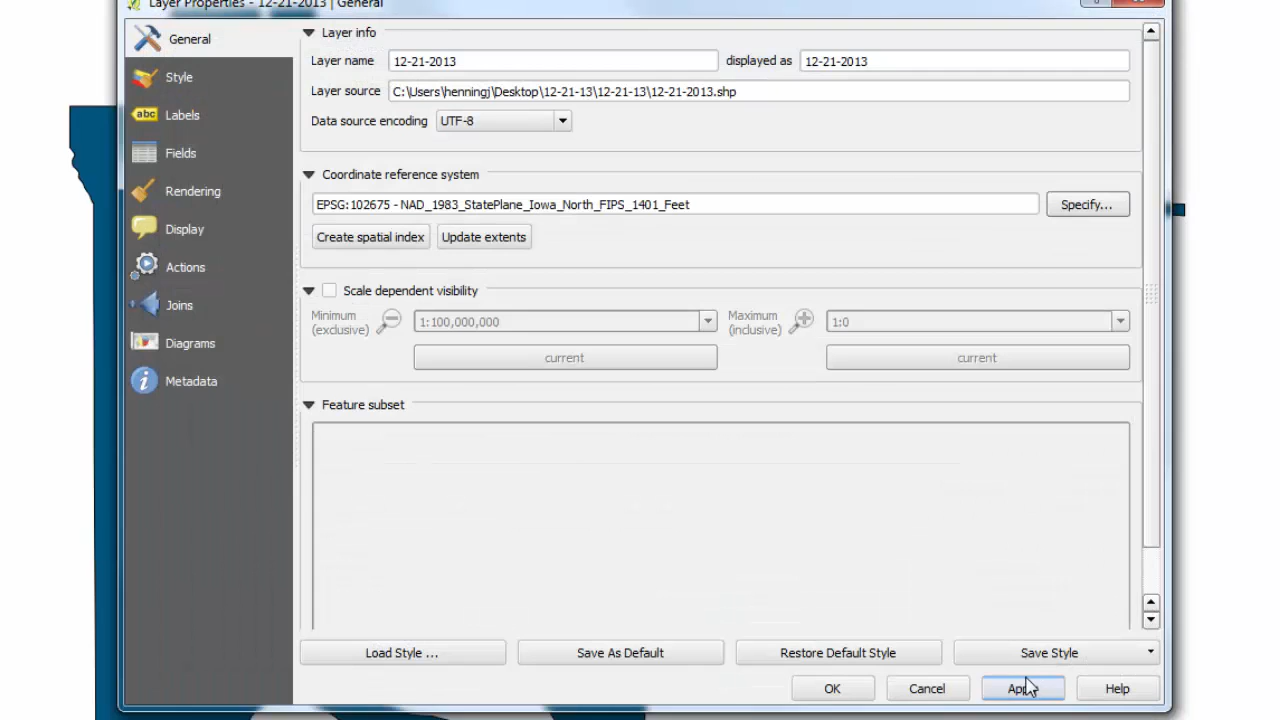 Layer Properties - 12-21-2013 | General
General
Style
Labels
Fields
Rendering
Display
Actions
Joins
Diagrams
Metadata
Layer info
Layer name 12-21-2013 displayed as 12-21-2013
Layer source C:\Users\henningj\Desktop\12-21-13\12-21-13\12-21-2013.shp
Data source encoding UTF-8
Coordinate reference system
EPSG:102675 - NAD_1983_StatePlane_Iowa_North_FIPS_1401_Feet Specify...
Create spatial index Update extents
Scale dependent visibility
Minimum (exclusive) 1:100,000,000 Maximum (inclusive) 1:0
current current
Feature subset
Load Style ... Save As Default Restore Default Style Save Style
OK Cancel Apply Help
abc